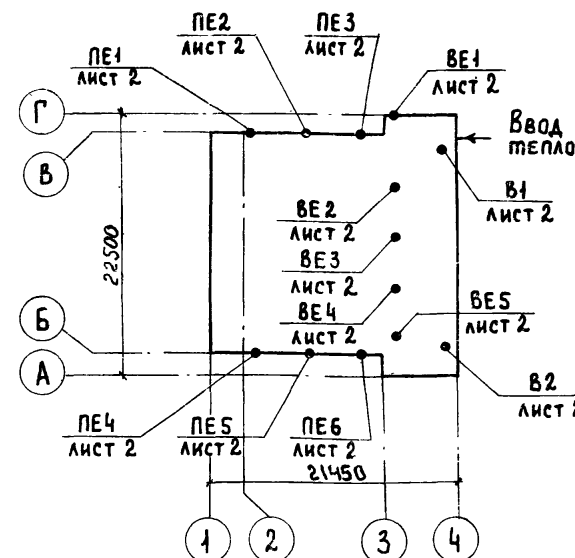 ПЕ1
лист 2
ПЕ2
лист 2
ПЕ3
лист 2
ВЕ1
лист 2
Г
В
Ввод
тепло
В1
лист 2
ВЕ2
лист 2
ВЕ3
лист 2
22500
ВЕ4
лист 2
ВЕ5
лист 2
Б
А
В2
лист 2
ПЕ4
лист 2
ПЕ5
лист 2
ПЕ6
лист 2
21450
1
2
3
4